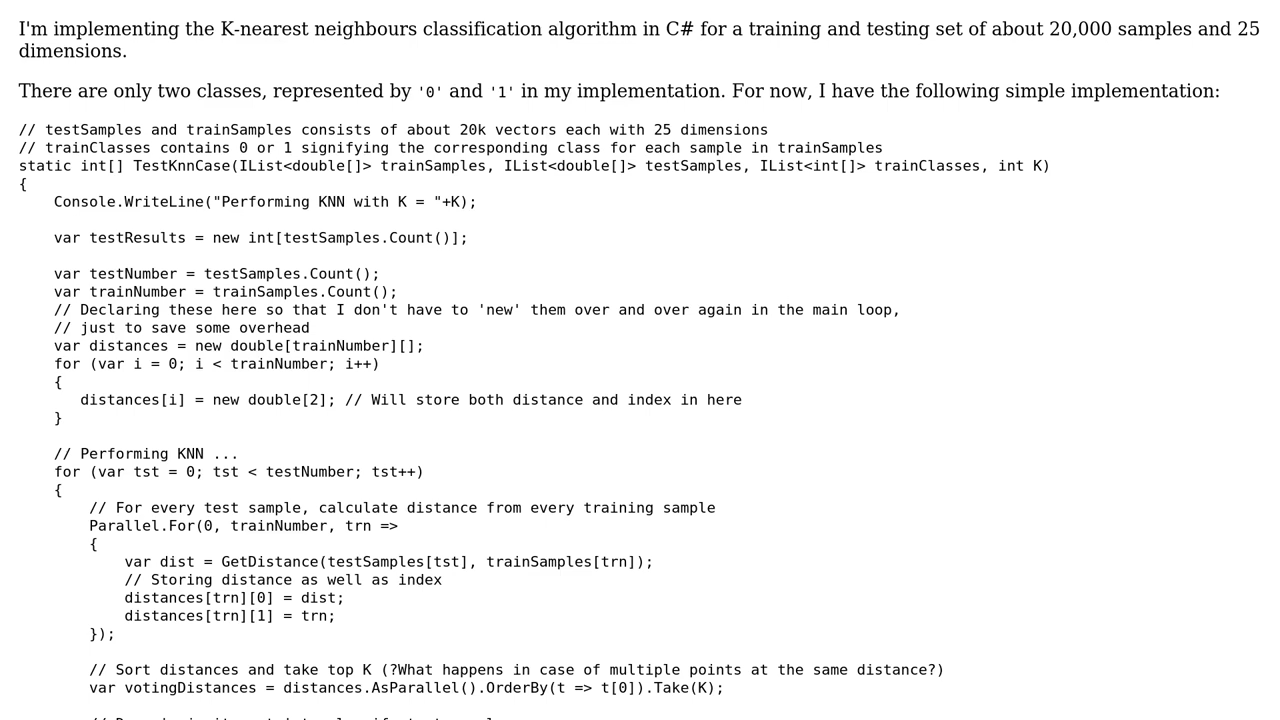 I'm implementing the K-nearest neighbours classification algorithm in C# for a training and testing set of about 20,000 samples and 25
dimensions.
There are only two classes, represented by '0' and '1' in my implementation. For now, I have the following simple implementation:
// testSamples and trainSamples consists of about 20k vectors each with 25 dimensions
// trainClasses contains 0 or 1 signifying the corresponding class for each sample in trainSamples
static int[] TestKnnCase(IList<double[]> trainSamples, IList<double[]> testSamples, IList<int[]> trainClasses, int K)
{
    Console.WriteLine("Performing KNN with K = "+K);
    var testResults = new int[testSamples.Count()];
    var testNumber = testSamples.Count();
    var trainNumber = trainSamples.Count();
    // Declaring these here so that I don't have to 'new' them over and over again in the main loop,
    // just to save some overhead
    var distances = new double[trainNumber][];
    for (var i = 0; i < trainNumber; i++)
    {
       distances[i] = new double[2]; // Will store both distance and index in here
    }
    // Performing KNN ...
    for (var tst = 0; tst < testNumber; tst++)
    {
        // For every test sample, calculate distance from every training sample
        Parallel.For(0, trainNumber, trn =>
        {
            var dist = GetDistance(testSamples[tst], trainSamples[trn]);
            // Storing distance as well as index
            distances[trn][0] = dist;
            distances[trn][1] = trn;
        });
        // Sort distances and take top K (?What happens in case of multiple points at the same distance?)
        var votingDistances = distances.AsParallel().OrderBy(t => t[0]).Take(K);